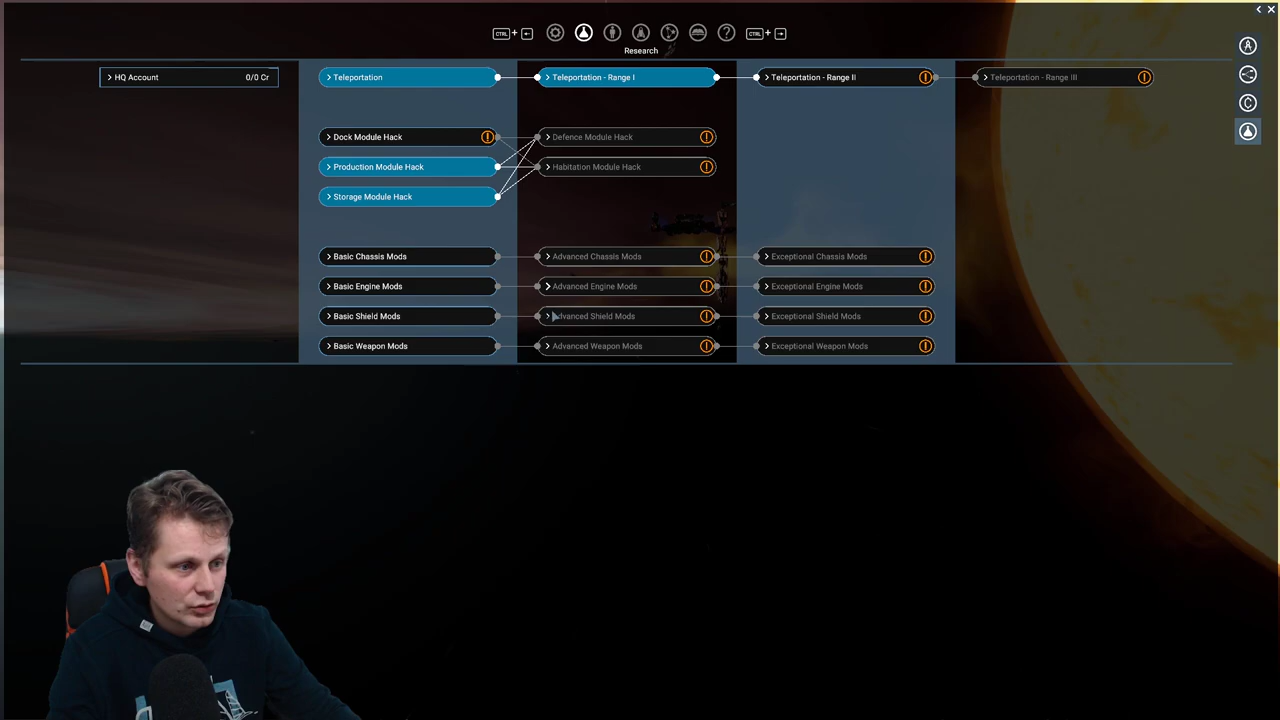 CTRL + ←
CTRL + →
Research
HQ Account 0/0 Cr
Teleportation
Teleportation - Range I
Teleportation - Range II
Teleportation - Range III
Dock Module Hack
Defence Module Hack
Production Module Hack
Habitation Module Hack
Storage Module Hack
Basic Chassis Mods
Advanced Chassis Mods
Exceptional Chassis Mods
Basic Engine Mods
Advanced Engine Mods
Exceptional Engine Mods
Basic Shield Mods
Advanced Shield Mods
Exceptional Shield Mods
Basic Weapon Mods
Advanced Weapon Mods
Exceptional Weapon Mods